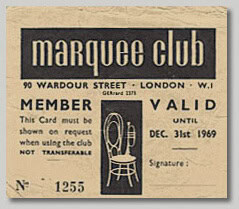 marquee club
90 WARDOUR STREET • LONDON • W.1
GERrard 2375
MEMBER
This Card must be
shown on request
when using the club
NOT TRANSFERABLE
VALID
UNTIL
DEC. 31st 1969
Signature :
Nº 1255